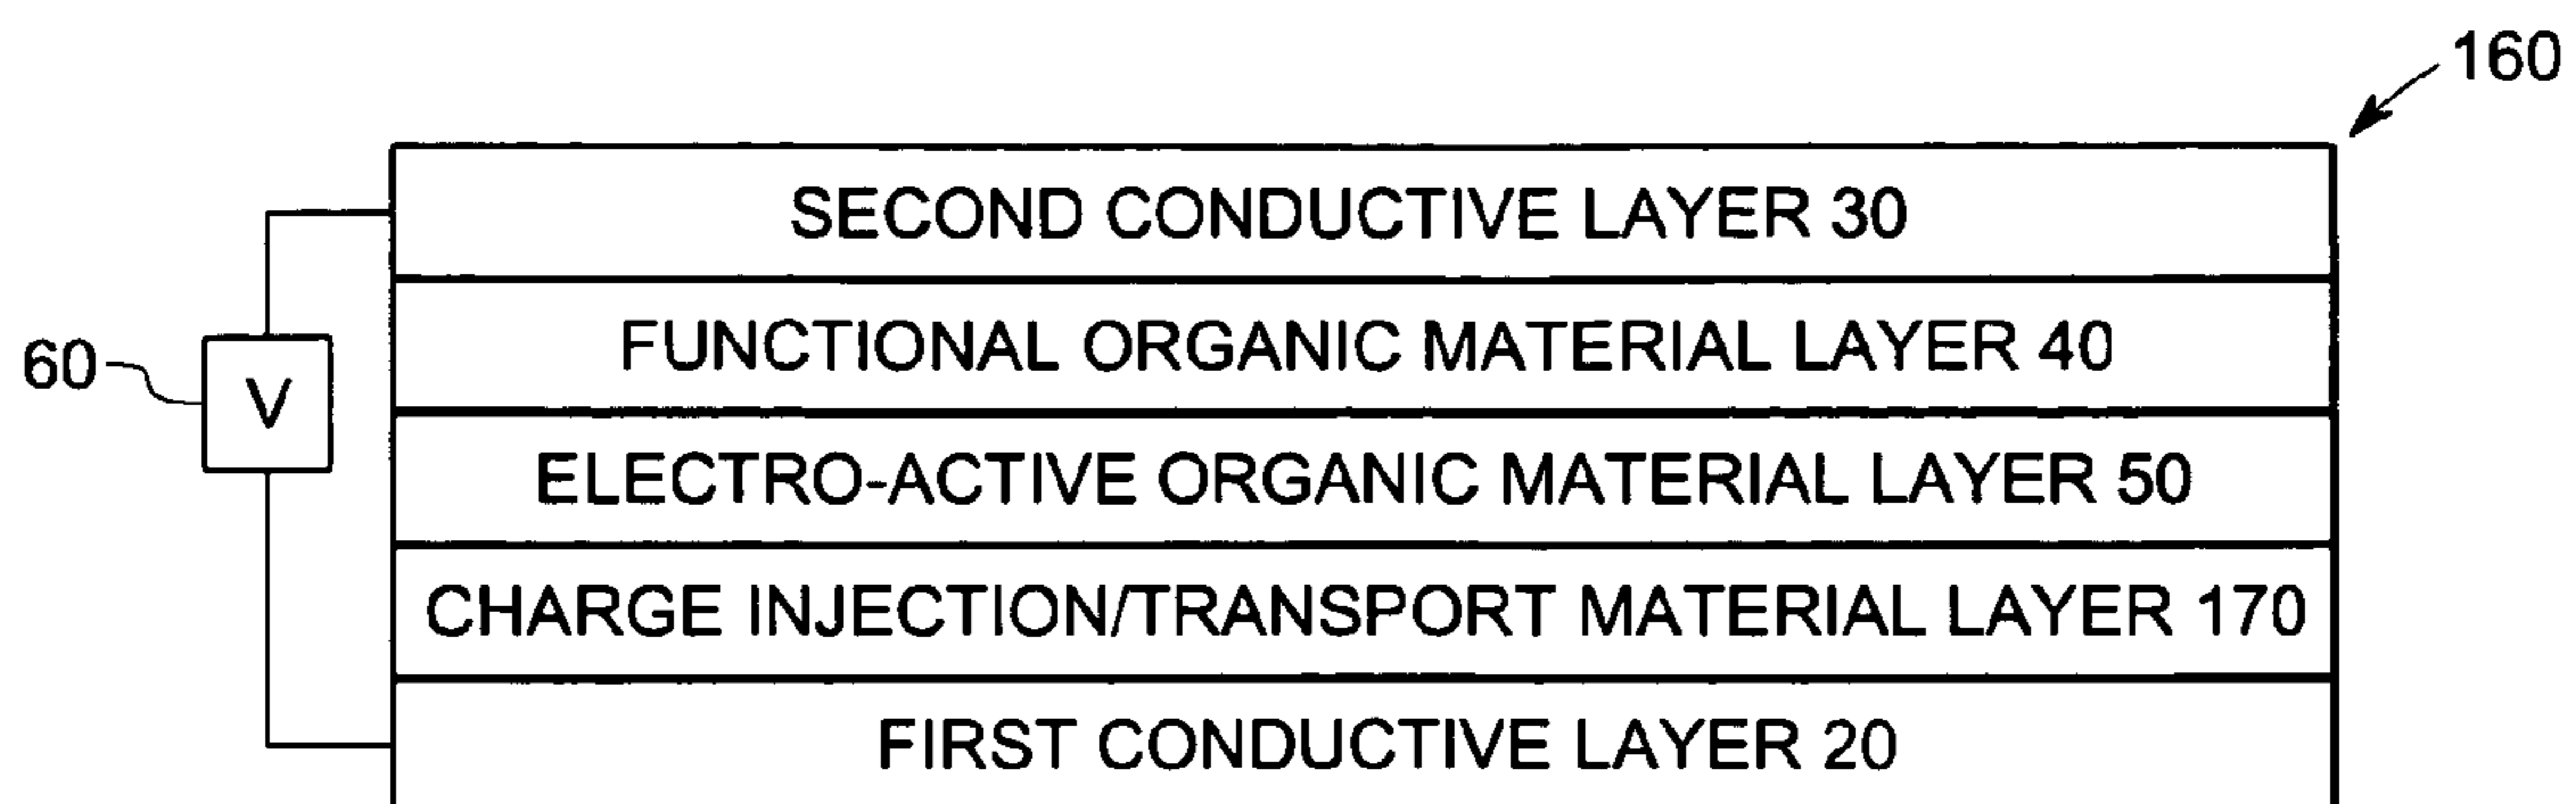 160
SECOND CONDUCTIVE LAYER 30
FUNCTIONAL ORGANIC MATERIAL LAYER 40
60
V
ELECTRO-ACTIVE ORGANIC MATERIAL LAYER 50
CHARGE INJECTION/TRANSPORT MATERIAL LAYER 170
FIRST CONDUCTIVE LAYER 20